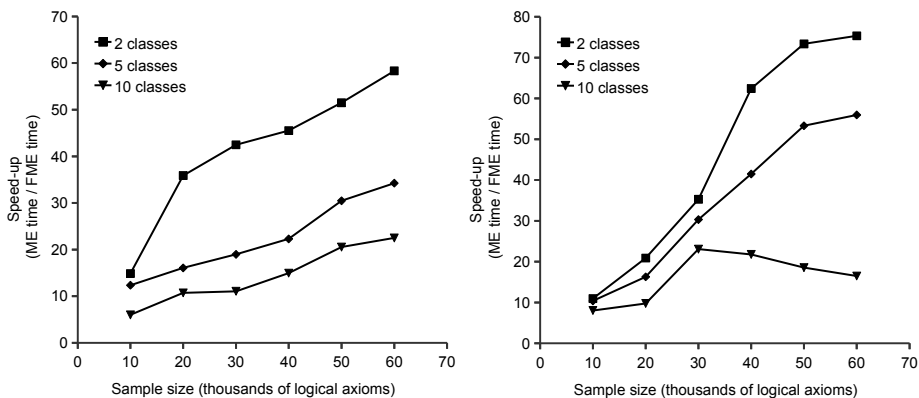 70
60
50
40
30
20
10
0
Speed-up
(ME time / FME time)
2 classes
5 classes
10 classes
0 10 20 30 40 50 60 70
Sample size (thousands of logical axioms)
80
70
60
50
40
30
20
10
0
Speed-up
(ME time / FME time)
2 classes
5 classes
10 classes
0 10 20 30 40 50 60 70
Sample size (thousands of logical axioms)